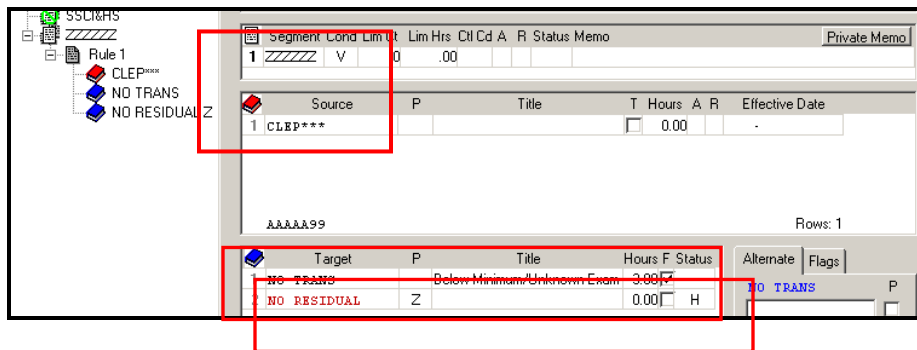 SSCI&HS
ZZZZZZ
Rule 1
CLEP***
NO TRANS
NO RESIDUAL Z
Segment Cond Lim Ct Lim Hrs Ctl Cd A R Status Memo
Private Memo
1 ZZZZZZ V 0 .00
Source P Title T Hours A R Effective Date
1 CLEP*** 0.00 -
AAAAA99
Rows: 1
Target P Title Hours F Status
1 NO TRANS Below Minimum/Unknown Exam 3.00
2 NO RESIDUAL Z 0.00 H
Alternate Flags
NO TRANS P